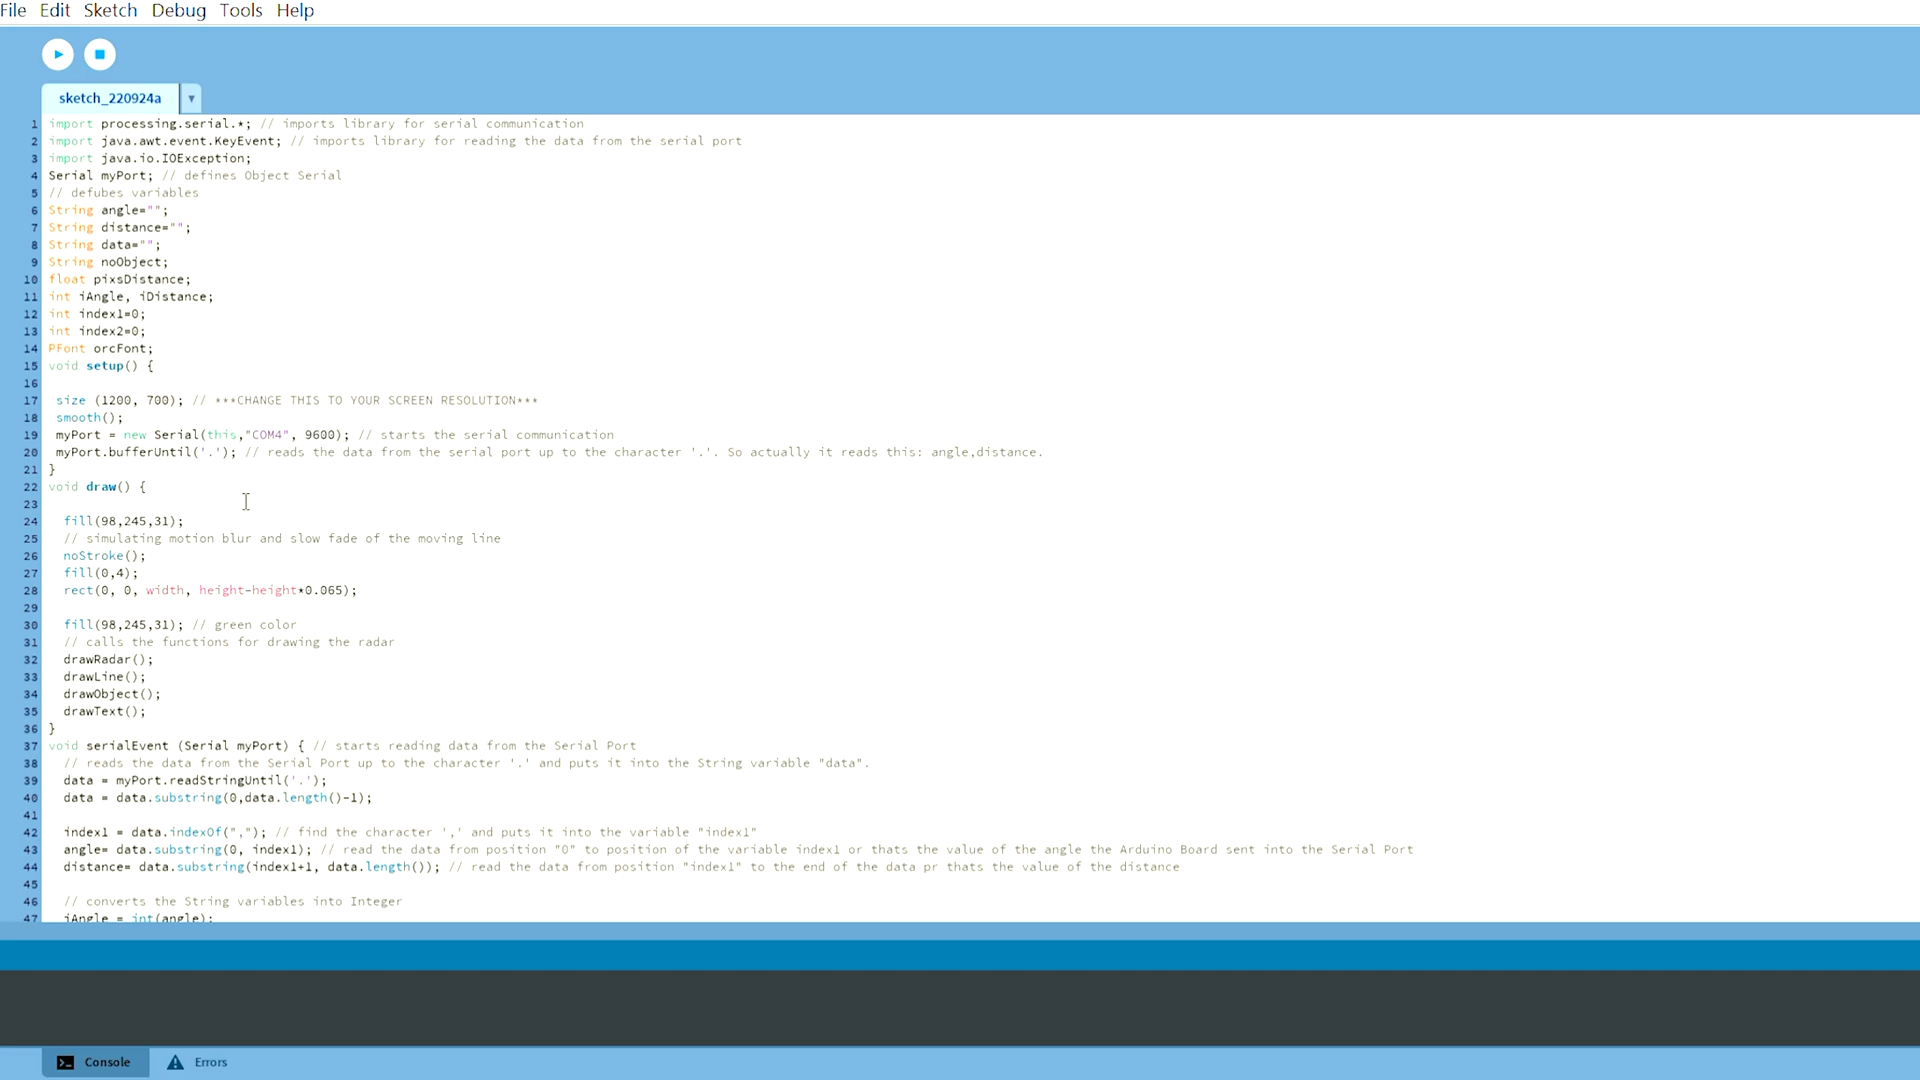 File Edit Sketch Debug Tools Help
sketch_220924a
1 import processing.serial.*; // imports library for serial communication
2 import java.awt.event.KeyEvent; // imports library for reading the data from the serial port
3 import java.io.IOException;
4 Serial myPort; // defines Object Serial
5 // defubes variables
6 String angle="";
7 String distance="";
8 String data="";
9 String noObject;
10 float pixsDistance;
11 int iAngle, iDistance;
12 int index1=0;
13 int index2=0;
14 PFont orcFont;
15 void setup() {
16
17 size (1200, 700); // ***CHANGE THIS TO YOUR SCREEN RESOLUTION***
18 smooth();
19 myPort = new Serial(this,"COM4", 9600); // starts the serial communication
20 myPort.bufferUntil('.'); // reads the data from the serial port up to the character '.'. So actually it reads this: angle,distance.
21 }
22 void draw() {
23
24 fill(98,245,31);
25 // simulating motion blur and slow fade of the moving line
26 noStroke();
27 fill(0,4);
28 rect(0, 0, width, height-height*0.065);
29
30 fill(98,245,31); // green color
31 // calls the functions for drawing the radar
32 drawRadar();
33 drawLine();
34 drawObject();
35 drawText();
36 }
37 void serialEvent (Serial myPort) { // starts reading data from the Serial Port
38 // reads the data from the Serial Port up to the character '.' and puts it into the String variable "data".
39 data = myPort.readStringUntil('.');
40 data = data.substring(0,data.length()-1);
41
42 index1 = data.indexOf(","); // find the character ',' and puts it into the variable "index1"
43 angle= data.substring(0, index1); // read the data from position "0" to position of the variable index1 or thats the value of the angle the Arduino Board sent into the Serial Port
44 distance= data.substring(index1+1, data.length()); // read the data from position "index1" to the end of the data pr thats the value of the distance
45
46 // converts the String variables into Integer
47 iAngle = int(angle);
Console Errors